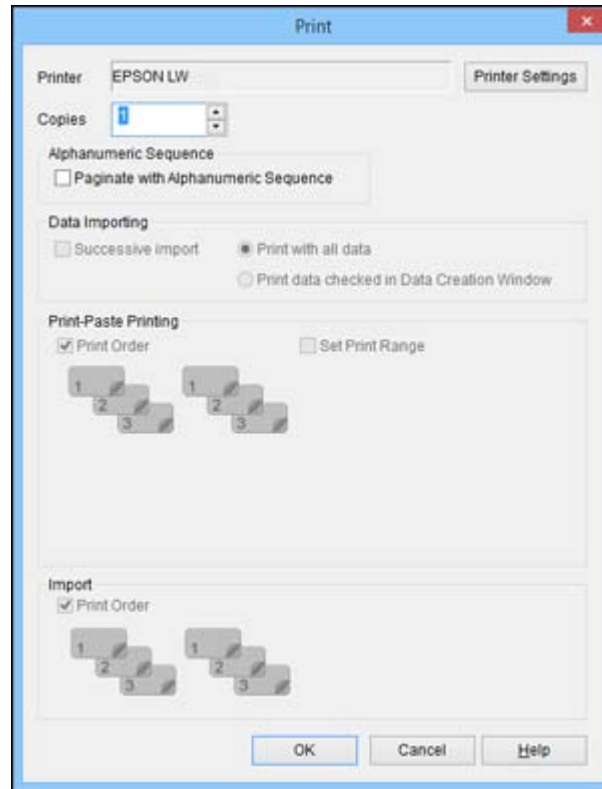 Print
Printer EPSON LW Printer Settings
Copies 1
Alphanumeric Sequence
Paginate with Alphanumeric Sequence
Data Importing
Successive import Print with all data
Print data checked in Data Creation Window
Print-Paste Printing
Print Order Set Print Range
1 1
2 2
3 3
Import
Print Order
1 1
2 2
3 3
OK Cancel Help